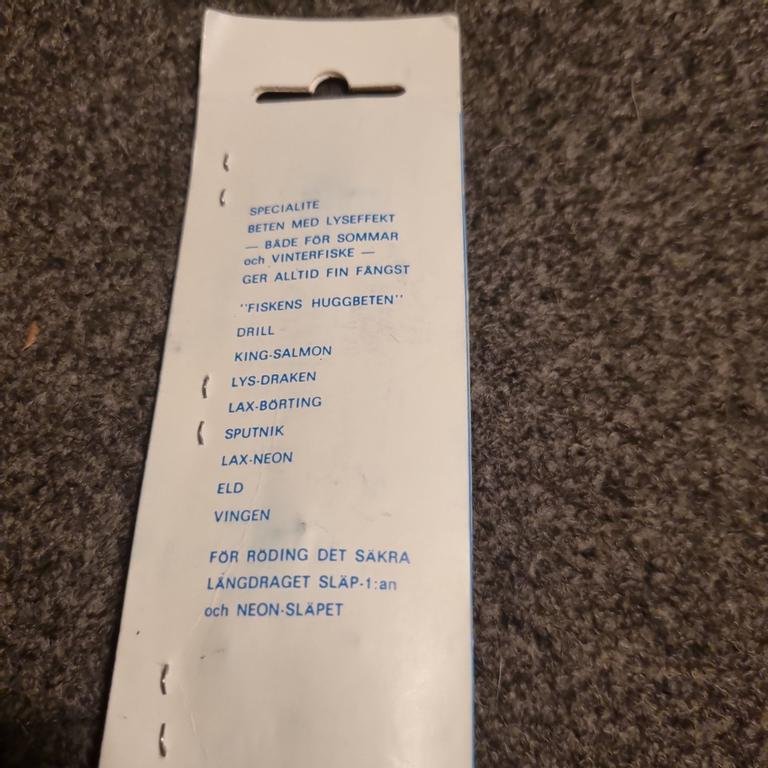 SPECIALITE
BETEN MED LYSEFFEKT
— BÅDE FÖR SOMMAR
och VINTERFISKE —
GER ALLTID FIN FÅNGST
"FISKENS HUGGBETEN"
DRILL
KING-SALMON
LYS-DRAKEN
LAX-BÖRTING
SPUTNIK
LAX-NEON
ELD
VINGEN
FÖR RÖDING DET SÄKRA
LÅNGDRAGET SLÄP-1:an
och NEON-SLÄPET